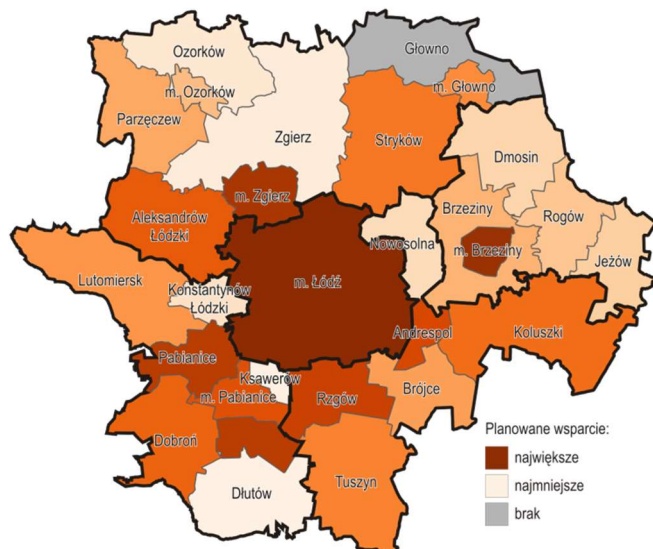 Ozorków
Głowno
m. Ozorków
m. Głowno
Parzęczew
Zgierz
Stryków
Dmosin
m. Zgierz
Aleksandrów
Łódzki
Brzeziny
Rogów
Nowosolna
m. Brzeziny
Jeżów
Lutomiersk
m. Łódź
Konstantynów
Łódzki
Andrespol
Koluszki
Pabianice
Ksawerów
m. Pabianice
Rzgów
Brójce
Dobroń
Dłutów
Tuszyn
Planowane wsparcie:
największe
najmniejsze
brak